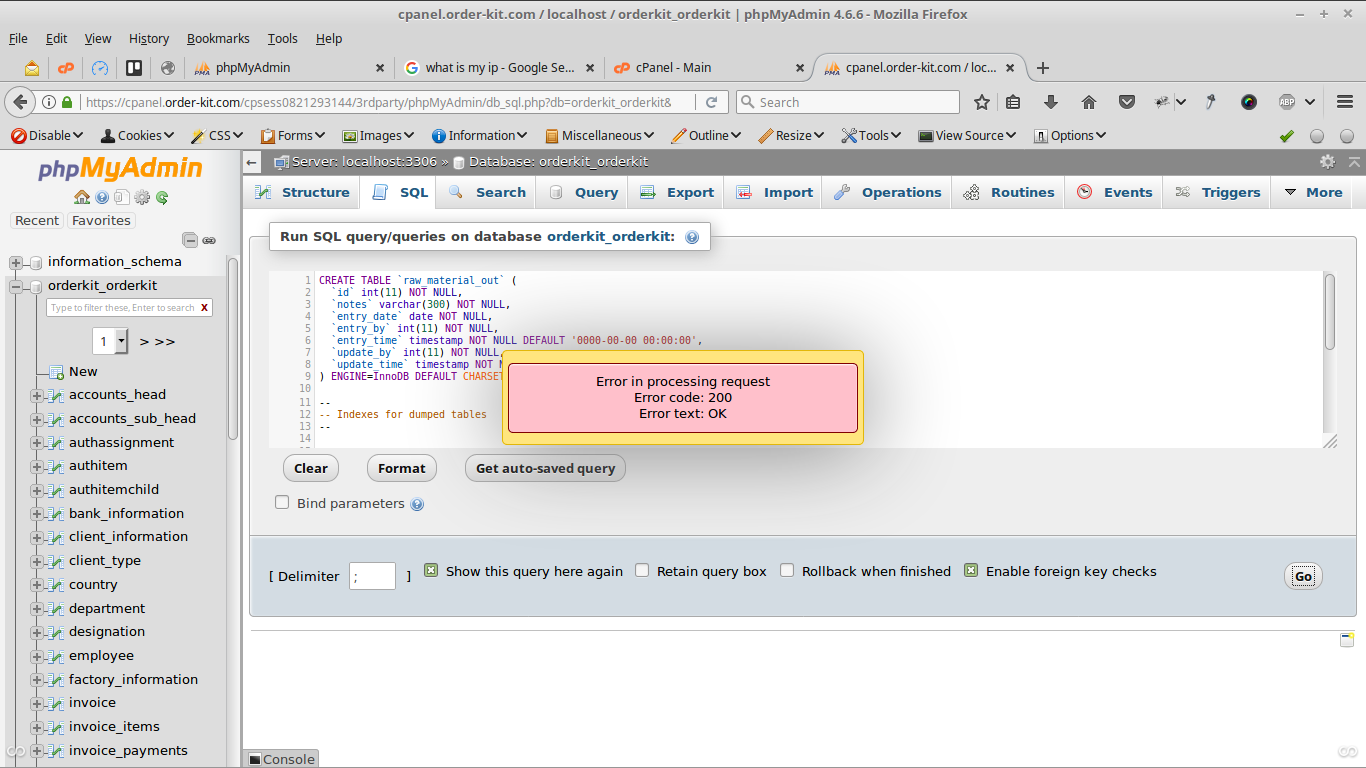 cpanel.order-kit.com / localhost / orderkit_orderkit | phpMyAdmin 4.6.6 - Mozilla Firefox
File Edit View History Bookmarks Tools Help
phpMyAdmin what is my ip - Google Se... cPanel - Main cpanel.order-kit.com / loc...
https://cpanel.order-kit.com/cpsess0821293144/3rdparty/phpMyAdmin/db_sql.php?db=orderkit_orderkit& Search ABP
Disable Cookies CSS Forms Images Information Miscellaneous Outline Resize Tools View Source Options
phpMyAdmin
Recent Favorites
information_schema
orderkit_orderkit
Type to filter these, Enter to search X
1 > >>
New
accounts_head
accounts_sub_head
authassignment
authitem
authitemchild
bank_information
client_information
client_type
country
department
designation
employee
factory_information
invoice
invoice_items
invoice_payments
Server: localhost:3306 » Database: orderkit_orderkit
Structure SQL Search Query Export Import Operations Routines Events Triggers More
Run SQL query/queries on database orderkit_orderkit:
1 CREATE TABLE `raw_material_out` (
2 `id` int(11) NOT NULL,
3 `notes` varchar(300) NOT NULL,
4 `entry_date` date NOT NULL,
5 `entry_by` int(11) NOT NULL,
6 `entry_time` timestamp NOT NULL DEFAULT '0000-00-00 00:00:00',
7 `update_by` int(11) NOT NULL,
8 `update_time` timestamp NOT N
9 ) ENGINE=InnoDB DEFAULT CHARSET
10
11 --
12 -- Indexes for dumped tables
13 --
14
Error in processing request
Error code: 200
Error text: OK
Clear Format Get auto-saved query
Bind parameters
[ Delimiter ; ] Show this query here again Retain query box Rollback when finished Enable foreign key checks Go
Console